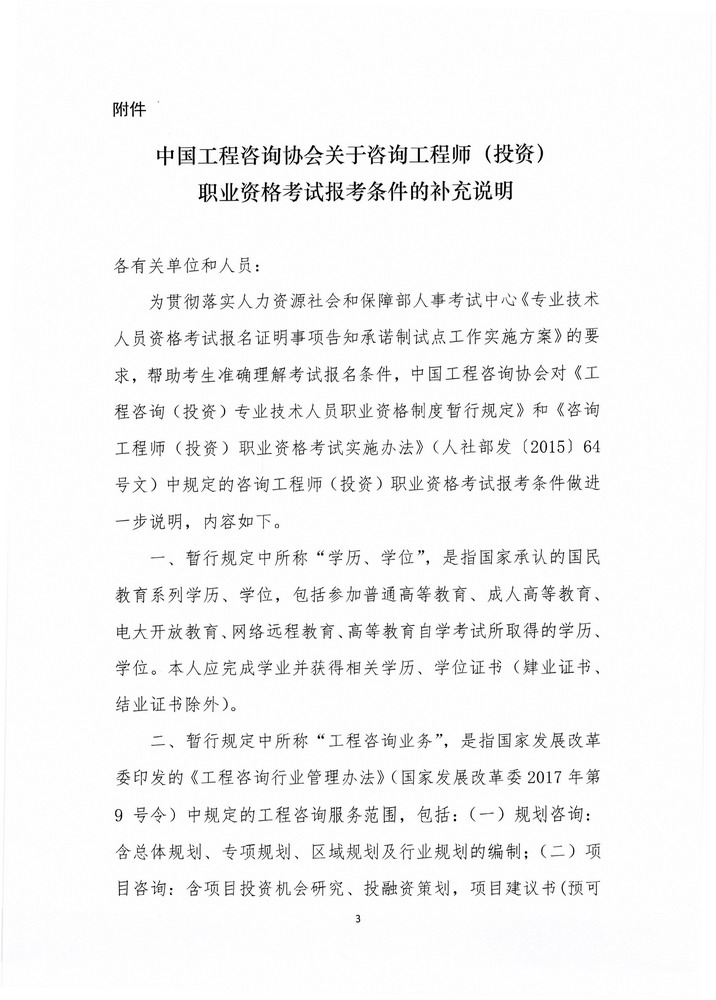 附件
中国工程咨询协会关于咨询工程师（投资）
职业资格考试报考条件的补充说明
各有关单位和人员：
为贯彻落实人力资源社会和保障部人事考试中心《专业技术
人员资格考试报名证明事项告知承诺制试点工作实施方案》的要
求，帮助考生准确理解考试报名条件，中国工程咨询协会对《工
程咨询（投资）专业技术人员职业资格制度暂行规定》和《咨询
工程师（投资）职业资格考试实施办法》（人社部发〔2015〕64
号文）中规定的咨询工程师（投资）职业资格考试报考条件做进
一步说明，内容如下。
一、暂行规定中所称“学历、学位”，是指国家承认的国民
教育系列学历、学位，包括参加普通高等教育、成人高等教育、
电大开放教育、网络远程教育、高等教育自学考试所取得的学历、
学位。本人应完成学业并获得相关学历、学位证书（肄业证书、
结业证书除外）。
二、暂行规定中所称“工程咨询业务”，是指国家发展改革
委印发的《工程咨询行业管理办法》（国家发展改革委 2017 年第
9 号令）中规定的工程咨询服务范围，包括：（一）规划咨询：
含总体规划、专项规划、区域规划及行业规划的编制；（二）项
目咨询：含项目投资机会研究、投融资策划，项目建议书(预可
3